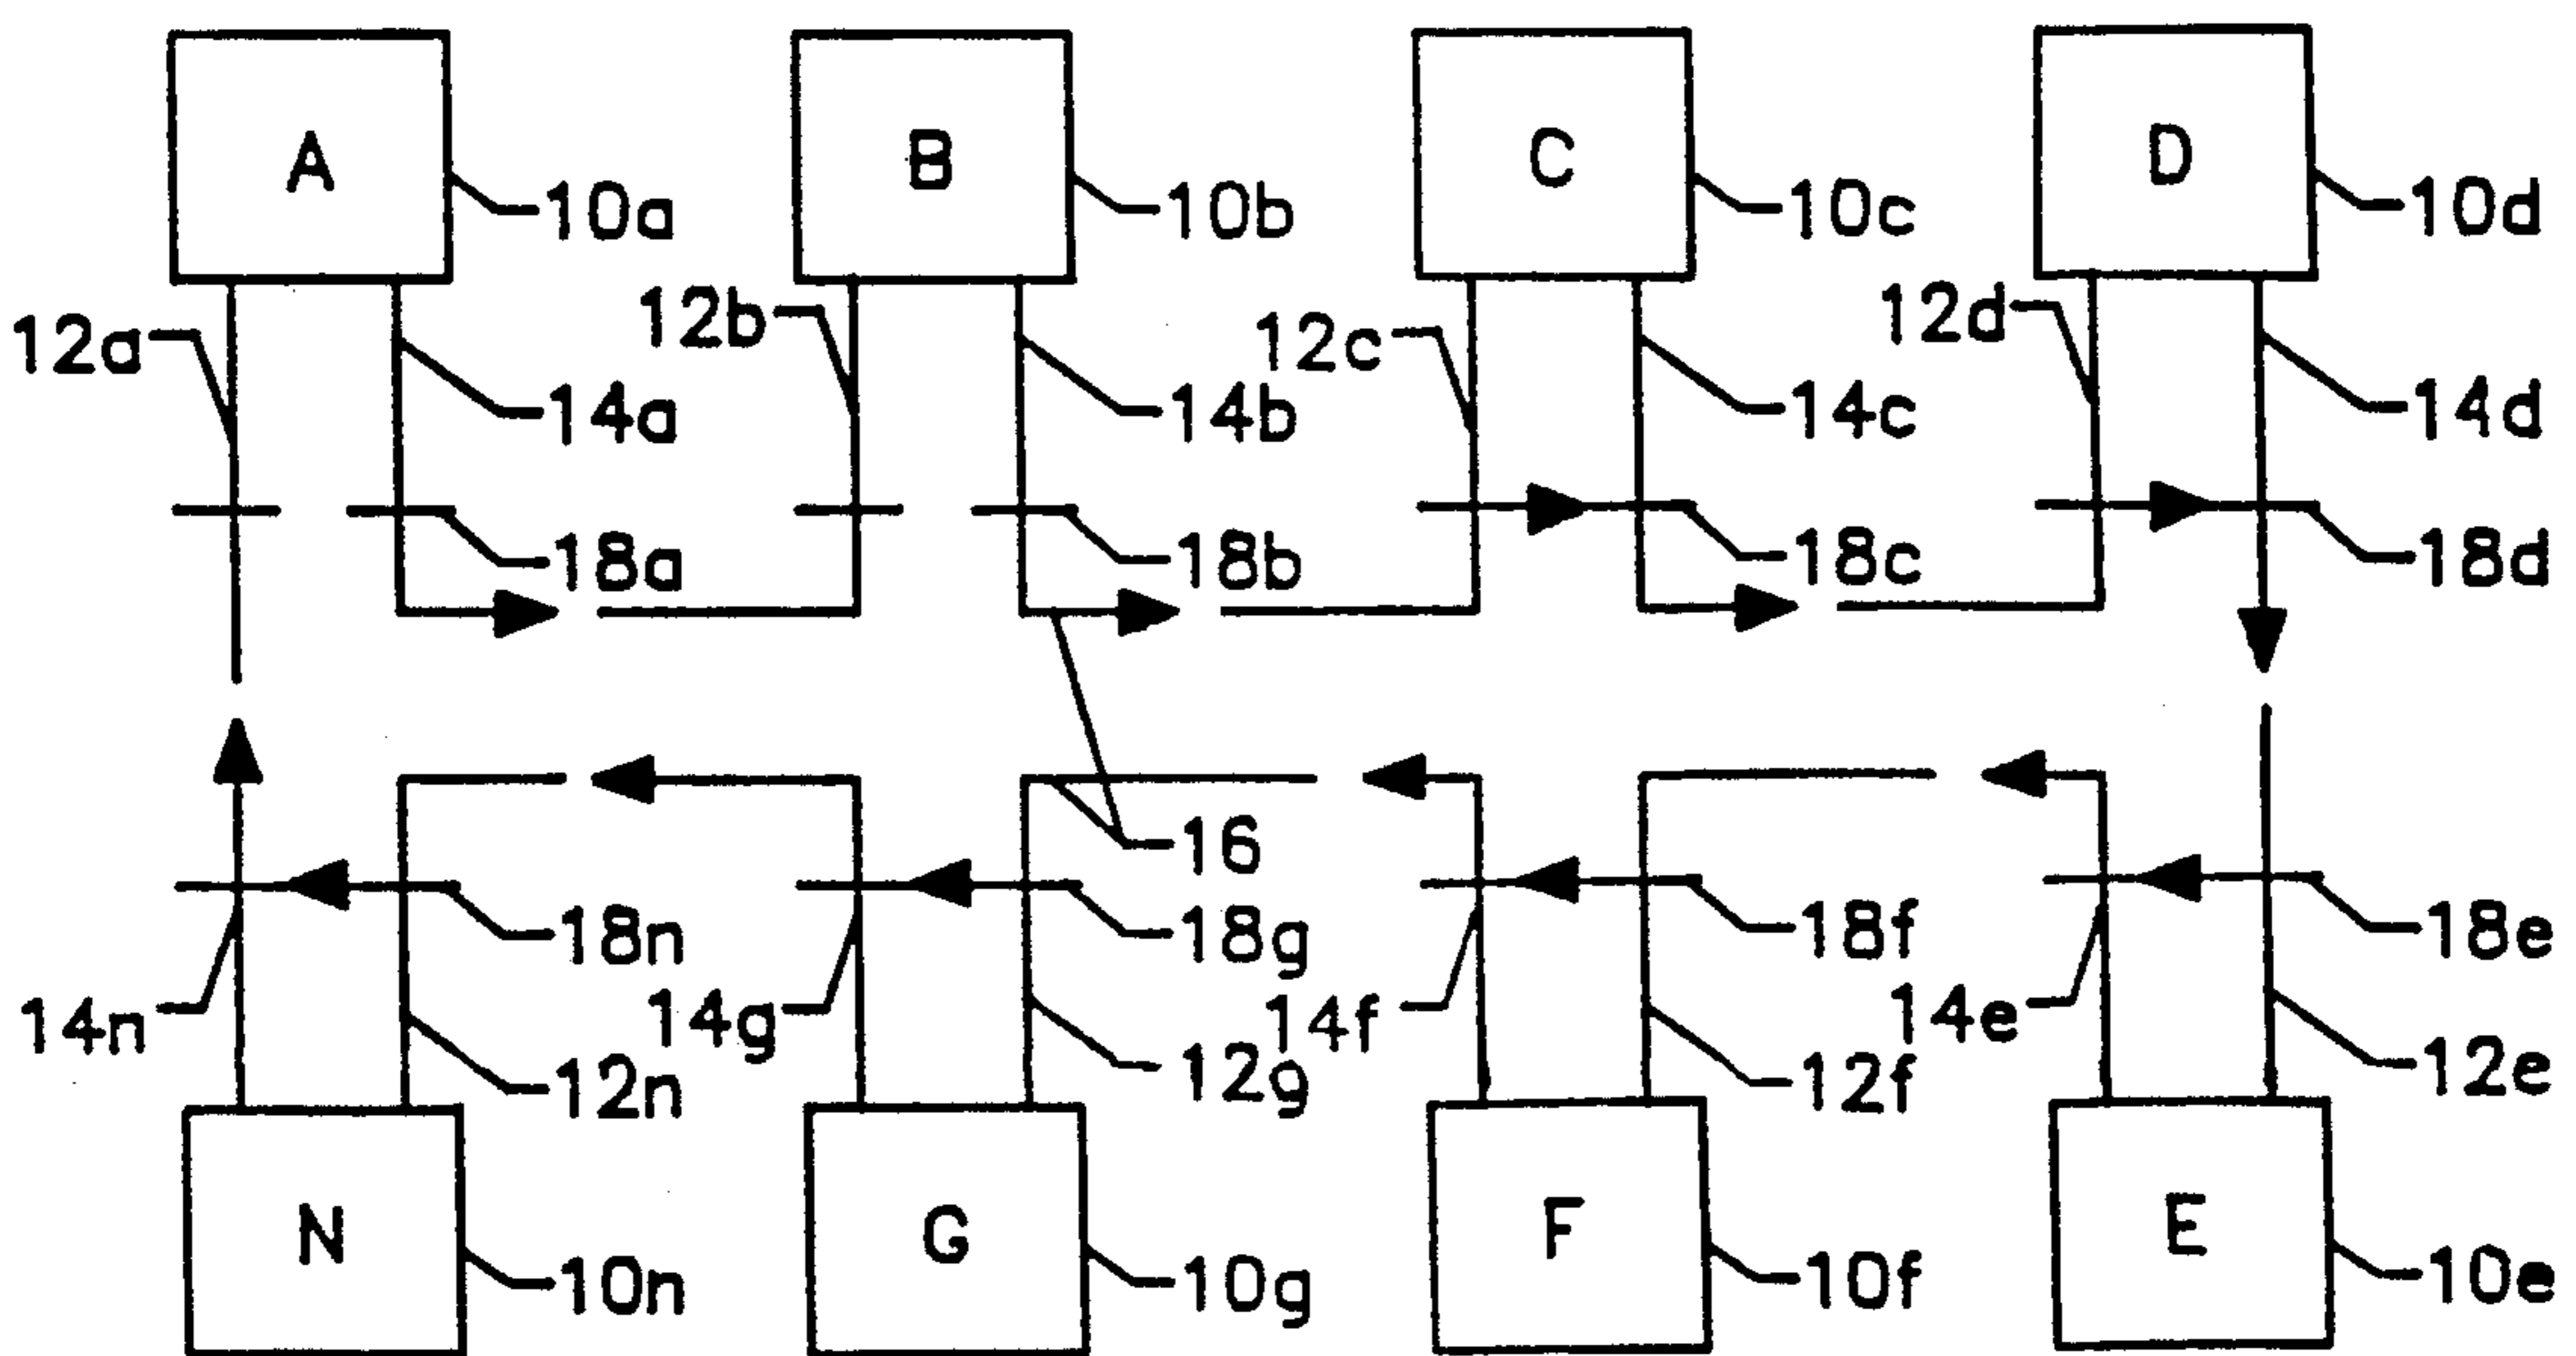 A B C D
10a 10b 10c 10d
12a 12b 12c 12d
14a 14b 14c 14d
18a 18b 18c 18d
16
18n 18g 18f 18e
14n 14g 14f 14e
12n 12g 12f 12e
N G F E
10n 10g 10f 10e